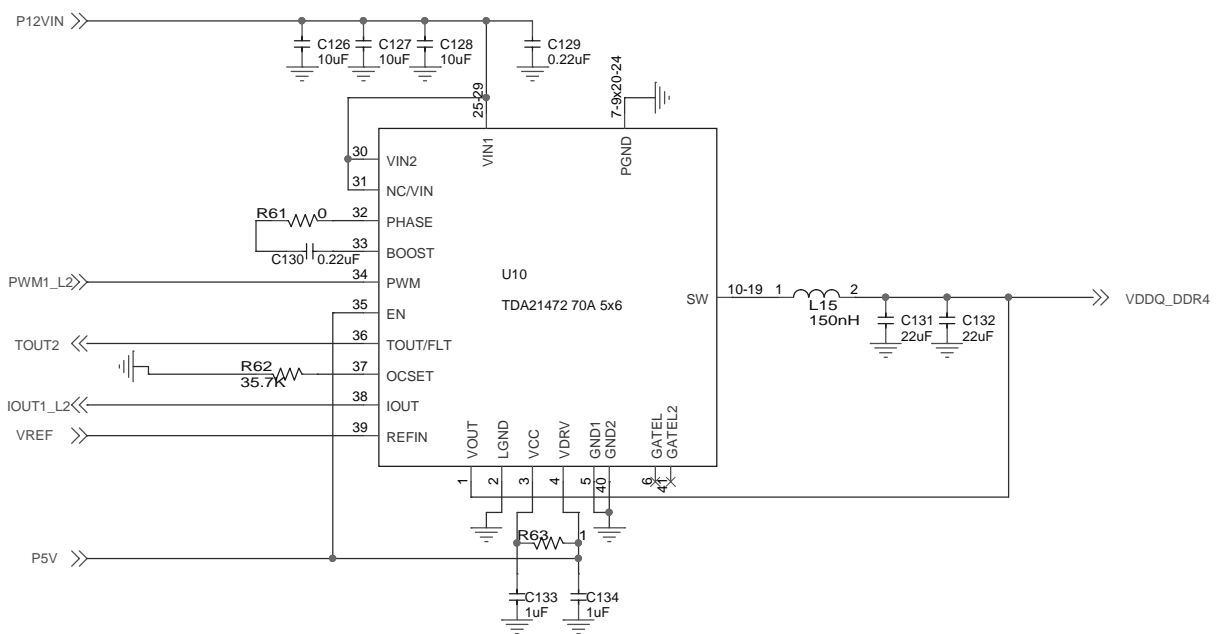 P12VIN
C126
10uF
C127
10uF
C128
10uF
C129
0.22uF
25-29
7-9x20-24
VIN1
PGND
30
VIN2
31
NC/VIN
R61
0
32
PHASE
C130
0.22uF
33
BOOST
PWM1_L2
34
PWM
35
EN
TOUT2
36
TOUT/FLT
R62
35.7K
37
OCSET
IOUT1_L2
38
IOUT
VREF
39
REFIN
U10
TDA21472 70A 5x6
SW
10-19
1
2
L15
150nH
C131
22uF
C132
22uF
VDDQ_DDR4
VOUT
LGND
VCC
VDRV
GND1
GND2
GATEL
GATEL2
1
2
3
4
5
40
6
41
R63
1
P5V
C133
1uF
C134
1uF